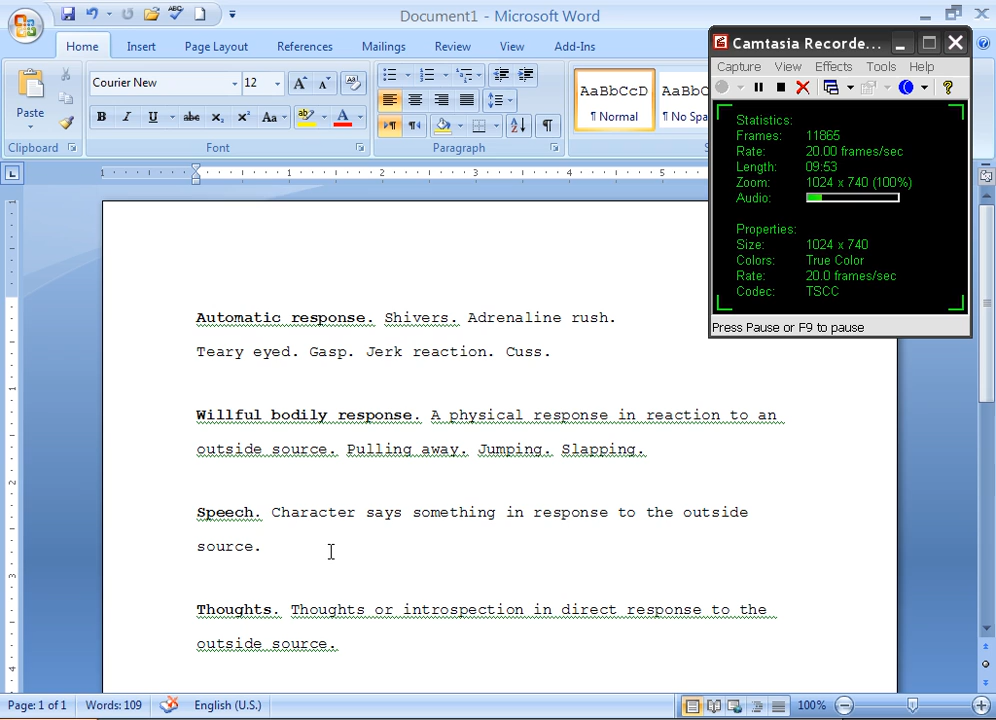 Document1 - Microsoft Word
Home Insert Page Layout References Mailings Review View Add-Ins
Paste
Clipboard
Courier New 12
Font
Paragraph
AaBbCcD
¶ Normal
AaBbC
¶ No Spa
Camtasia Recorde...
Capture View Effects Tools Help
Statistics:
Frames: 11865
Rate: 20.00 frames/sec
Length: 09:53
Zoom: 1024 x 740 (100%)
Audio:
Properties:
Size: 1024 x 740
Colors: True Color
Rate: 20.0 frames/sec
Codec: TSCC
Press Pause or F9 to pause
Automatic response. Shivers. Adrenaline rush.
Teary eyed. Gasp. Jerk reaction. Cuss.
Willful bodily response. A physical response in reaction to an
outside source. Pulling away. Jumping. Slapping.
Speech. Character says something in response to the outside
source.
Thoughts. Thoughts or introspection in direct response to the
outside source.
Page: 1 of 1 Words: 109 English (U.S.) 100%